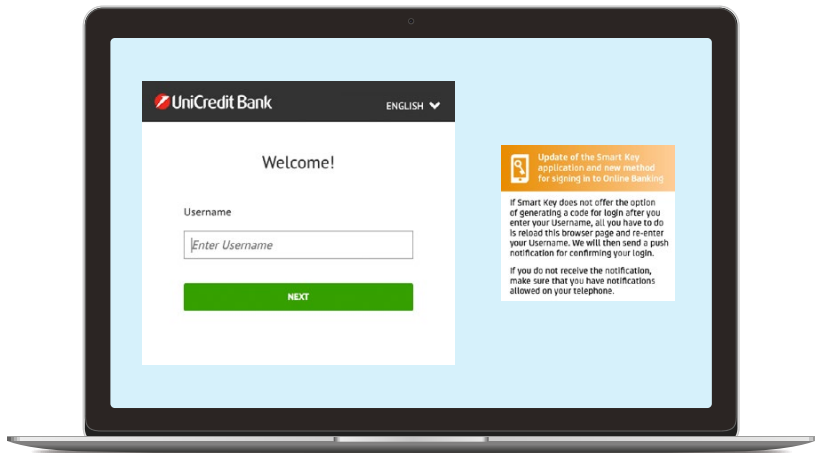 UniCredit Bank
ENGLISH
Welcome!
Username
Enter Username
NEXT
Update of the Smart Key
application and new method
for signing in to Online Banking
If Smart Key does not offer the option
of generating a code for login after you
enter your Username, all you have to do
is reload this browser page and re-enter
your Username. We will then send a push
notification for confirming your login.
If you do not receive the notification,
make sure that you have notifications
allowed on your telephone.